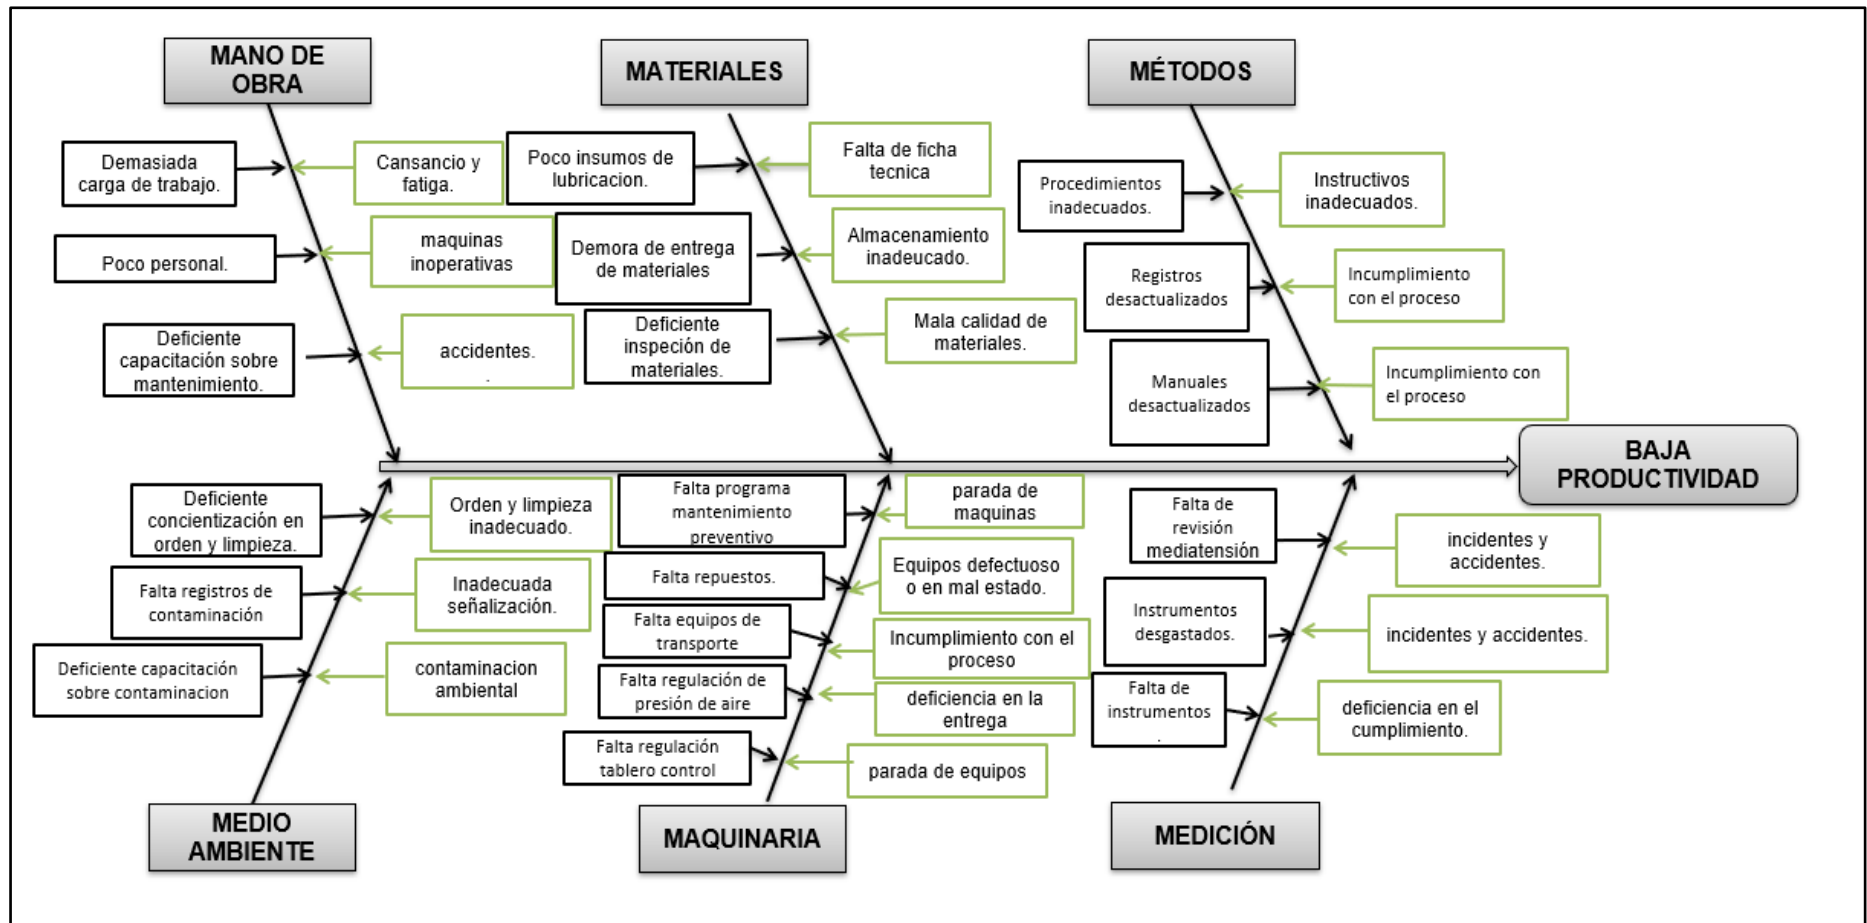 MANO DE
OBRA
MATERIALES
MÉTODOS
Demasiada
carga de trabajo.
Cansancio y
fatiga.
Poco personal.
maquinas
inoperativas
Deficiente
capacitación sobre
mantenimiento.
accidentes.
.
Poco insumos de
lubricacion.
Falta de ficha
tecnica
Demora de entrega
de materiales
Almacenamiento
inadeucado.
Deficiente
inspeción de
materiales.
Mala calidad de
materiales.
Procedimientos
inadecuados.
Instructivos
inadecuados.
Registros
desactualizados
Incumplimiento
con el proceso
Manuales
desactualizados
Incumplimiento con
el proceso
BAJA
PRODUCTIVIDAD
Deficiente
concientización en
orden y limpieza.
Orden y limpieza
inadecuado.
Falta registros de
contaminación
Inadecuada
señalización.
Deficiente capacitación
sobre contaminacion
contaminacion
ambiental
Falta programa
mantenimiento
preventivo
parada de
maquinas
Falta repuestos.
Equipos defectuoso
o en mal estado.
Falta equipos de
transporte
Incumplimiento con el
proceso
Falta regulación de
presión de aire
deficiencia en la
entrega
Falta regulación
tablero control
parada de equipos
Falta de
revisión
mediatensión
incidentes y
accidentes.
Instrumentos
desgastados.
incidentes y accidentes.
Falta de
instrumentos
.
deficiencia en el
cumplimiento.
MEDIO
AMBIENTE
MAQUINARIA
MEDICIÓN